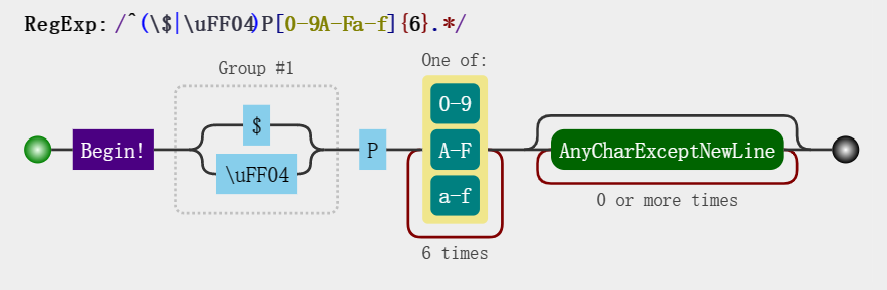 RegExp: /^(\$|\uFF04)P[0-9A-Fa-f]{6}.*/
Group #1
One of:
$
\uFF04
Begin!
P
0-9
A-F
a-f
AnyCharExceptNewLine
0 or more times
6 times